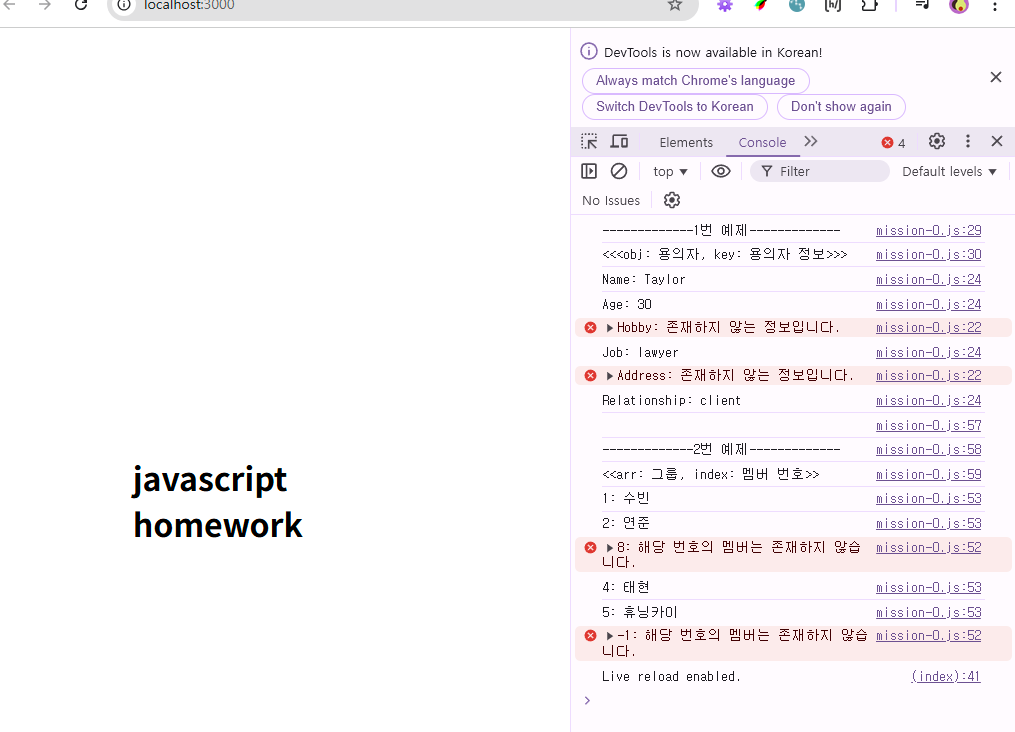 localhost:3000
DevTools is now available in Korean!
Always match Chrome's language
Switch DevTools to Korean
Don't show again
Elements
Console
4
top
Filter
Default levels
No Issues
-------------1번 예제------------- mission-0.js:29
<<<obj: 용의자, key: 용의자 정보>>> mission-0.js:30
Name: Taylor mission-0.js:24
Age: 30 mission-0.js:24
Hobby: 존재하지 않는 정보입니다. mission-0.js:22
Job: lawyer mission-0.js:24
Address: 존재하지 않는 정보입니다. mission-0.js:22
Relationship: client mission-0.js:24
mission-0.js:57
-------------2번 예제------------- mission-0.js:58
<<arr: 그룹, index: 멤버 번호>> mission-0.js:59
1: 수빈 mission-0.js:53
2: 연준 mission-0.js:53
8: 해당 번호의 멤버는 존재하지 않습 mission-0.js:52
니다.
4: 태현 mission-0.js:53
5: 휴닝카이 mission-0.js:53
-1: 해당 번호의 멤버는 존재하지 않습 mission-0.js:52
니다.
Live reload enabled. (index):41
javascript
homework